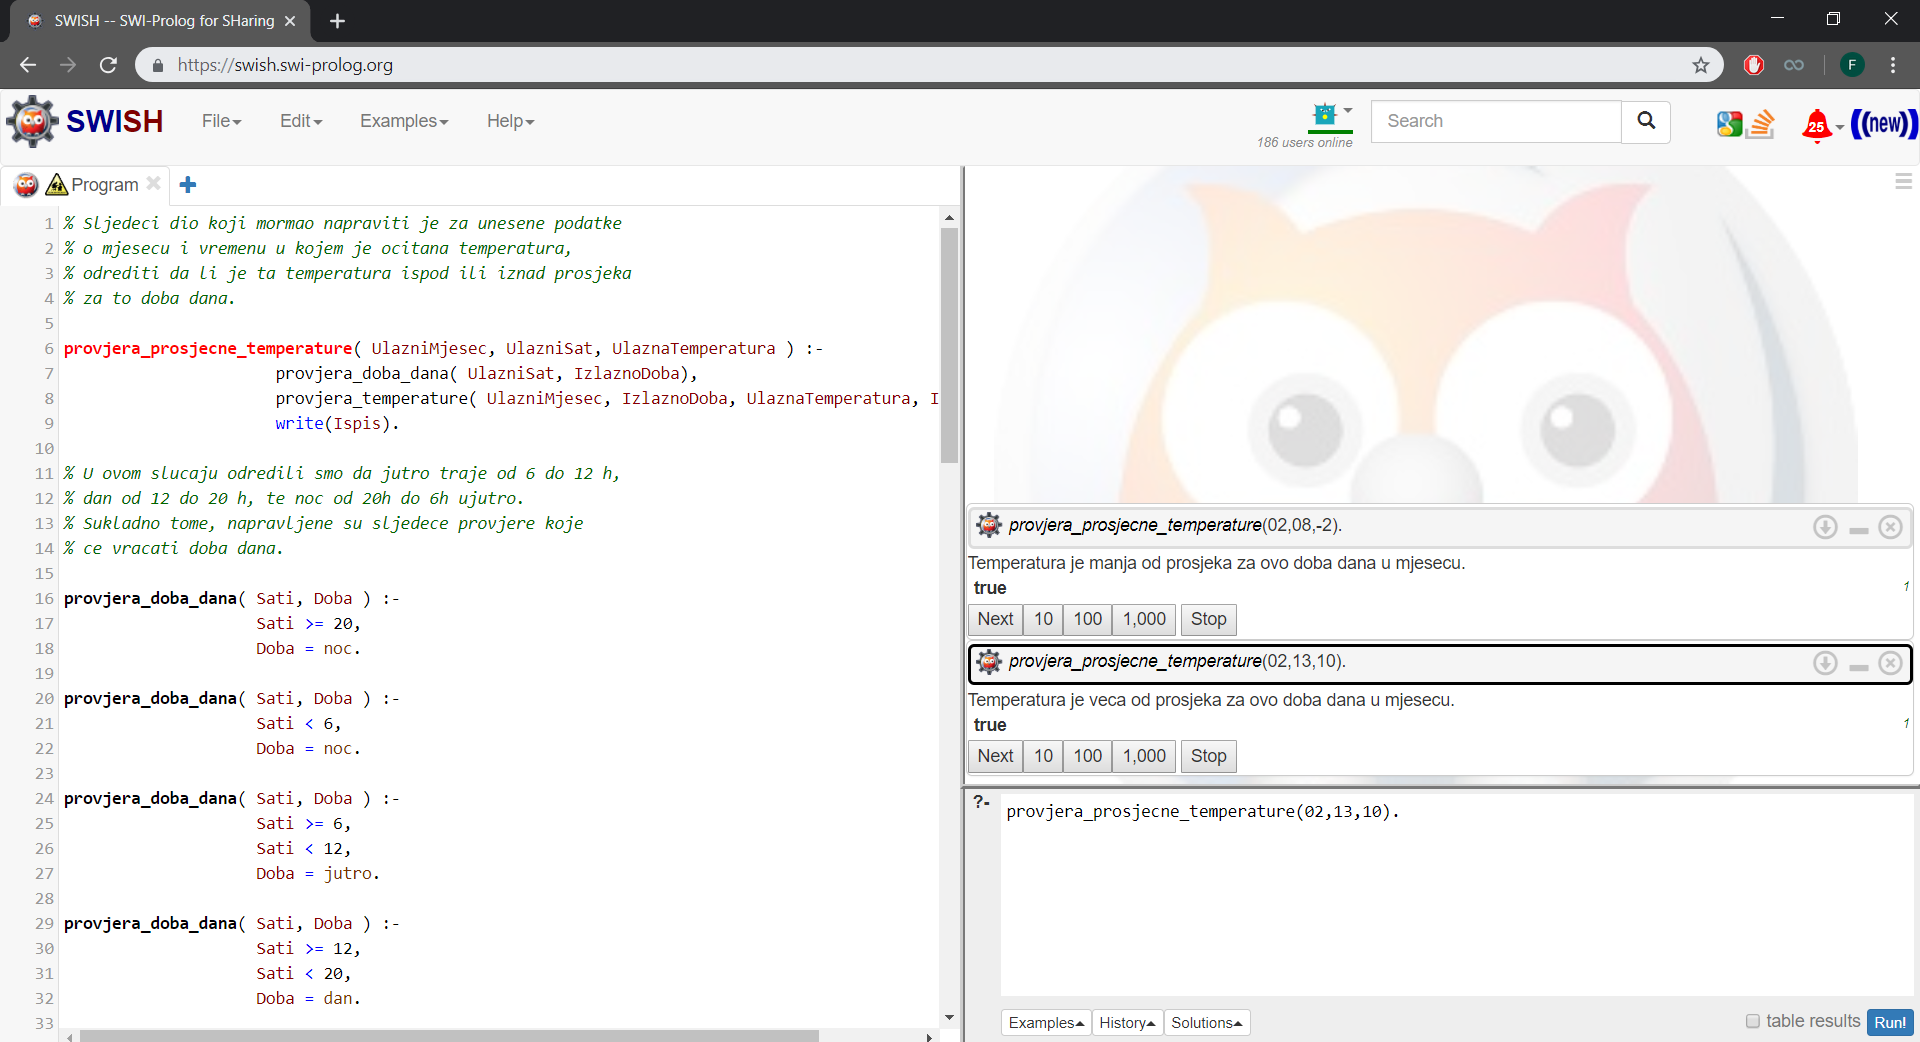 SWISH -- SWI-Prolog for SHaring
https://swish.swi-prolog.org
F
SWISH File Edit Examples Help
186 users online
Search
25
((new))
Program
1 % Sljedeci dio koji mormao napraviti je za unesene podatke
2 % o mjesecu i vremenu u kojem je ocitana temperatura,
3 % odrediti da li je ta temperatura ispod ili iznad prosjeka
4 % za to doba dana.
5
6 provjera_prosjecne_temperature( UlazniMjesec, UlazniSat, UlaznaTemperatura ) :-
7 provjera_doba_dana( UlazniSat, IzlaznoDoba),
8 provjera_temperature( UlazniMjesec, IzlaznoDoba, UlaznaTemperatura, I
9 write(Ispis).
10
11 % U ovom slucaju odredili smo da jutro traje od 6 do 12 h,
12 % dan od 12 do 20 h, te noc od 20h do 6h ujutro.
13 % Sukladno tome, napravljene su sljedece provjere koje
14 % ce vracati doba dana.
15
16 provjera_doba_dana( Sati, Doba ) :-
17 Sati >= 20,
18 Doba = noc.
19
20 provjera_doba_dana( Sati, Doba ) :-
21 Sati < 6,
22 Doba = noc.
23
24 provjera_doba_dana( Sati, Doba ) :-
25 Sati >= 6,
26 Sati < 12,
27 Doba = jutro.
28
29 provjera_doba_dana( Sati, Doba ) :-
30 Sati >= 12,
31 Sati < 20,
32 Doba = dan.
33
provjera_prosjecne_temperature(02,08,-2).
Temperatura je manja od prosjeka za ovo doba dana u mjesecu.
true 1
Next 10 100 1,000 Stop
provjera_prosjecne_temperature(02,13,10).
Temperatura je veca od prosjeka za ovo doba dana u mjesecu.
true 1
Next 10 100 1,000 Stop
?- provjera_prosjecne_temperature(02,13,10).
Examples History Solutions table results Run!